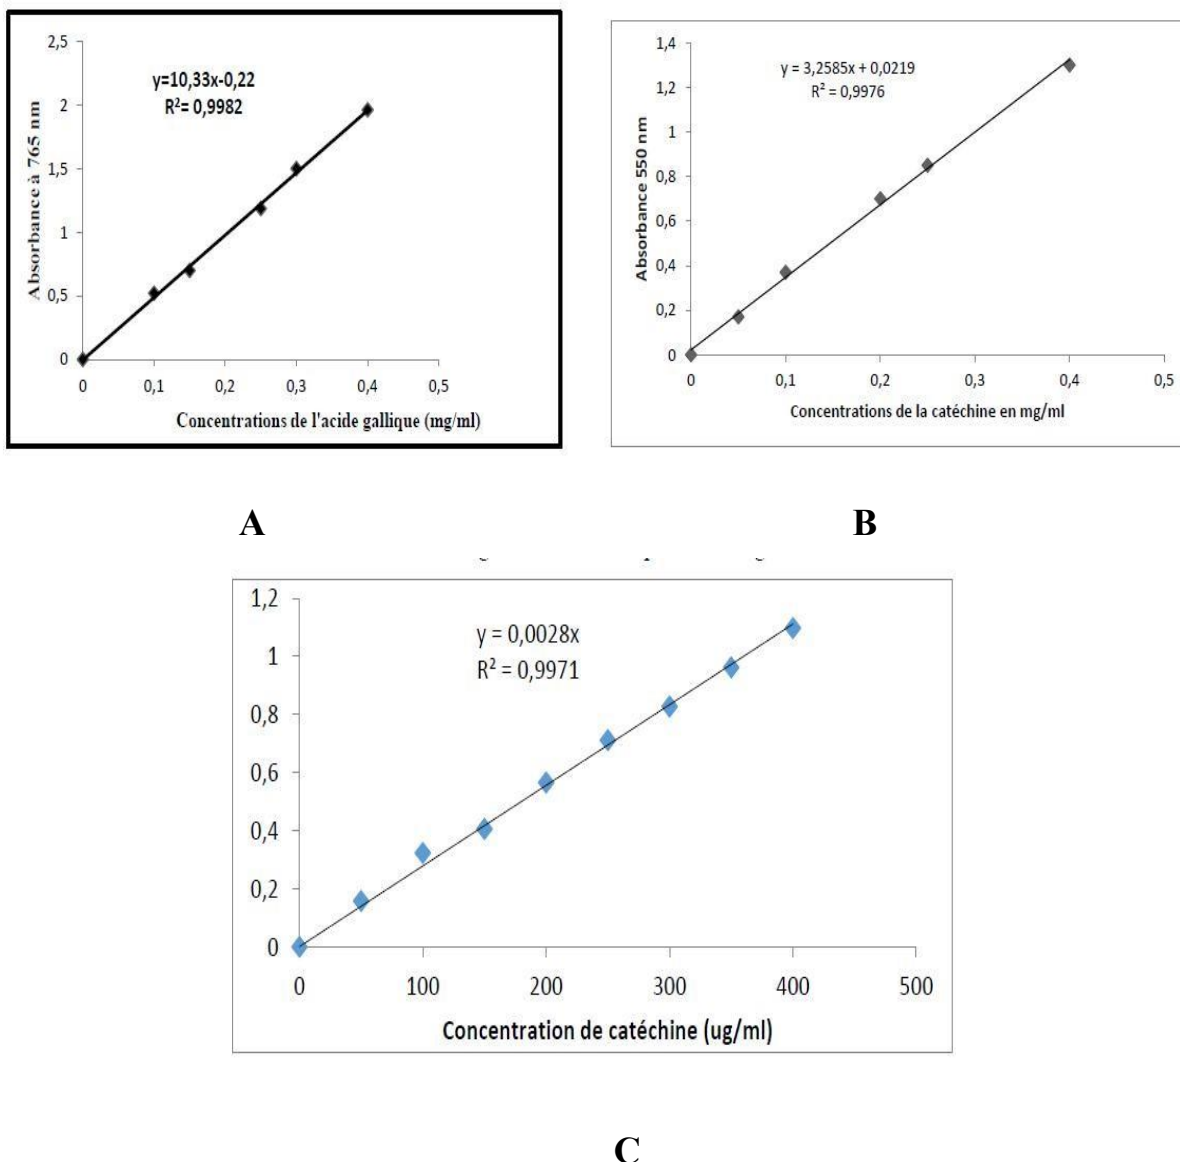 2,5
2
1,5
1
0,5
0
y=10,33x-0,22
R²= 0,9982
Absorbance à 765 nm
0 0,1 0,2 0,3 0,4 0,5
Concentrations de l'acide gallique (mg/ml)
1,4
1,2
1
0,8
0,6
0,4
0,2
0
y = 3,2585x + 0,0219
R² = 0,9976
Absorbance 550 nm
0 0,1 0,2 0,3 0,4 0,5
Concentrations de la catéchine en mg/ml
A
B
1,2
1
0,8
0,6
0,4
0,2
0
y = 0,0028x
R² = 0,9971
0 100 200 300 400 500
Concentration de catéchine (ug/ml)
C